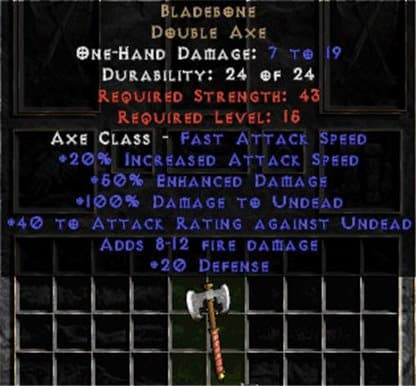 Bladebone
Double Axe
One-Hand Damage: 7 to 19
Durability: 24 of 24
Required Strength: 43
Required Level: 15
Axe Class - Fast Attack Speed
+20% Increased Attack Speed
+50% Enhanced Damage
+100% Damage to Undead
+40 to Attack Rating against Undead
Adds 8-12 fire damage
+20 Defense